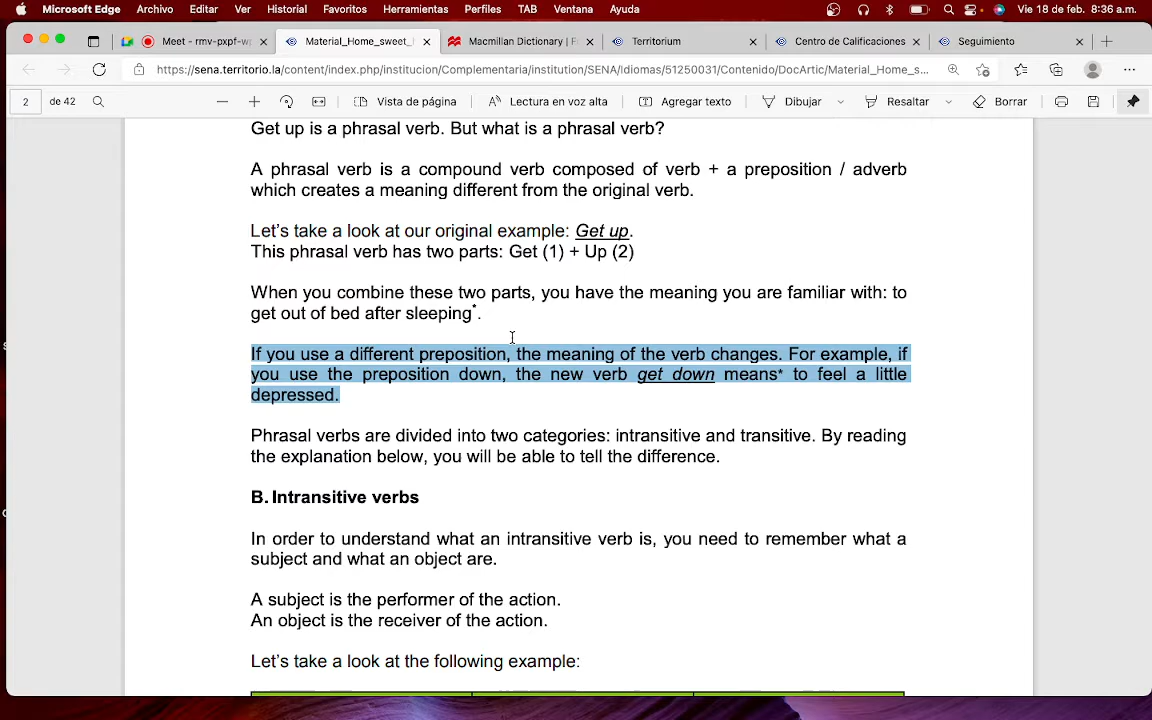 Microsoft Edge Archivo Editar Ver Historial Favoritos Herramientas Perfiles TAB Ventana Ayuda Vie 18 de feb. 8:36 a.m.
Meet - rmv-pxpf-w Material_Home_sweet_ Macmillan Dictionary | F Territorium Centro de Calificaciones Seguimiento
https://sena.territorio.la/content/index.php/institucion/Complementaria/institution/SENA/Idiomas/51250031/Contenido/DocArtic/Material_Home_s...
2 de 42 Vista de página Lectura en voz alta Agregar texto Dibujar Resaltar Borrar
Get up is a phrasal verb. But what is a phrasal verb?
A phrasal verb is a compound verb composed of verb + a preposition / adverb
which creates a meaning different from the original verb.
Let's take a look at our original example: Get up.
This phrasal verb has two parts: Get (1) + Up (2)
When you combine these two parts, you have the meaning you are familiar with: to
get out of bed after sleeping*.
If you use a different preposition, the meaning of the verb changes. For example, if
you use the preposition down, the new verb get down means* to feel a little
depressed.
Phrasal verbs are divided into two categories: intransitive and transitive. By reading
the explanation below, you will be able to tell the difference.
B. Intransitive verbs
In order to understand what an intransitive verb is, you need to remember what a
subject and what an object are.
A subject is the performer of the action.
An object is the receiver of the action.
Let's take a look at the following example: